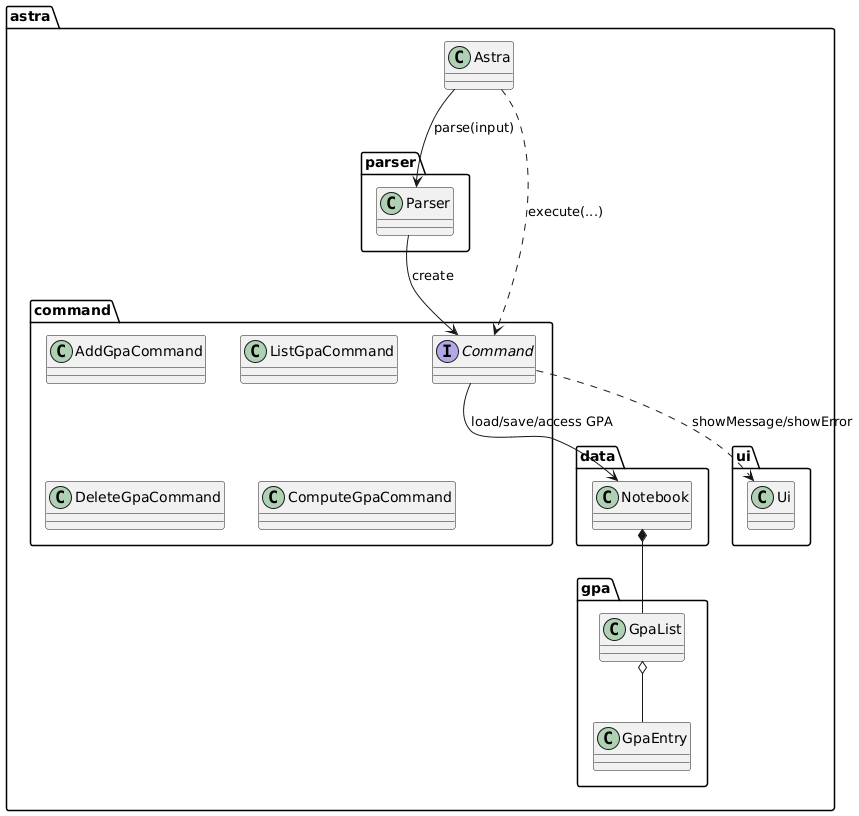 astra
C Astra
parse(input)
parser
C Parser
execute(...)
create
command
C AddGpaCommand
C ListGpaCommand
I Command
load/save/access GPA
showMessage/showError
data
ui
C DeleteGpaCommand
C ComputeGpaCommand
C Notebook
C Ui
gpa
C GpaList
C GpaEntry